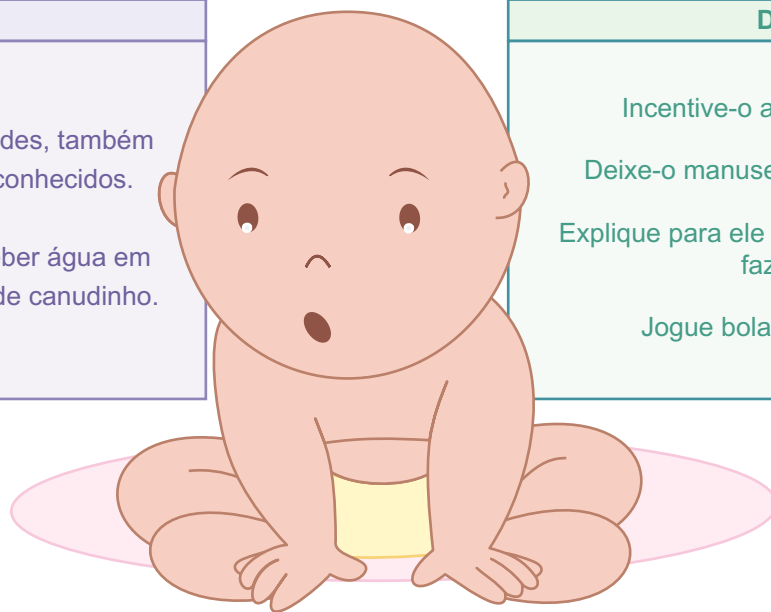 des, também
conhecidos.
ber água em
de canudinho.
D
Incentive-o a
Deixe-o manuse
Explique para ele
faz
Jogue bola